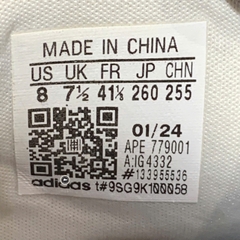 MADE IN CHINA
US UK FR JP CHN
8 7½ 41⅓ 260 255
01/24
APE 779001
A:IG4332
#133955536
adidas t#9SG9K100058